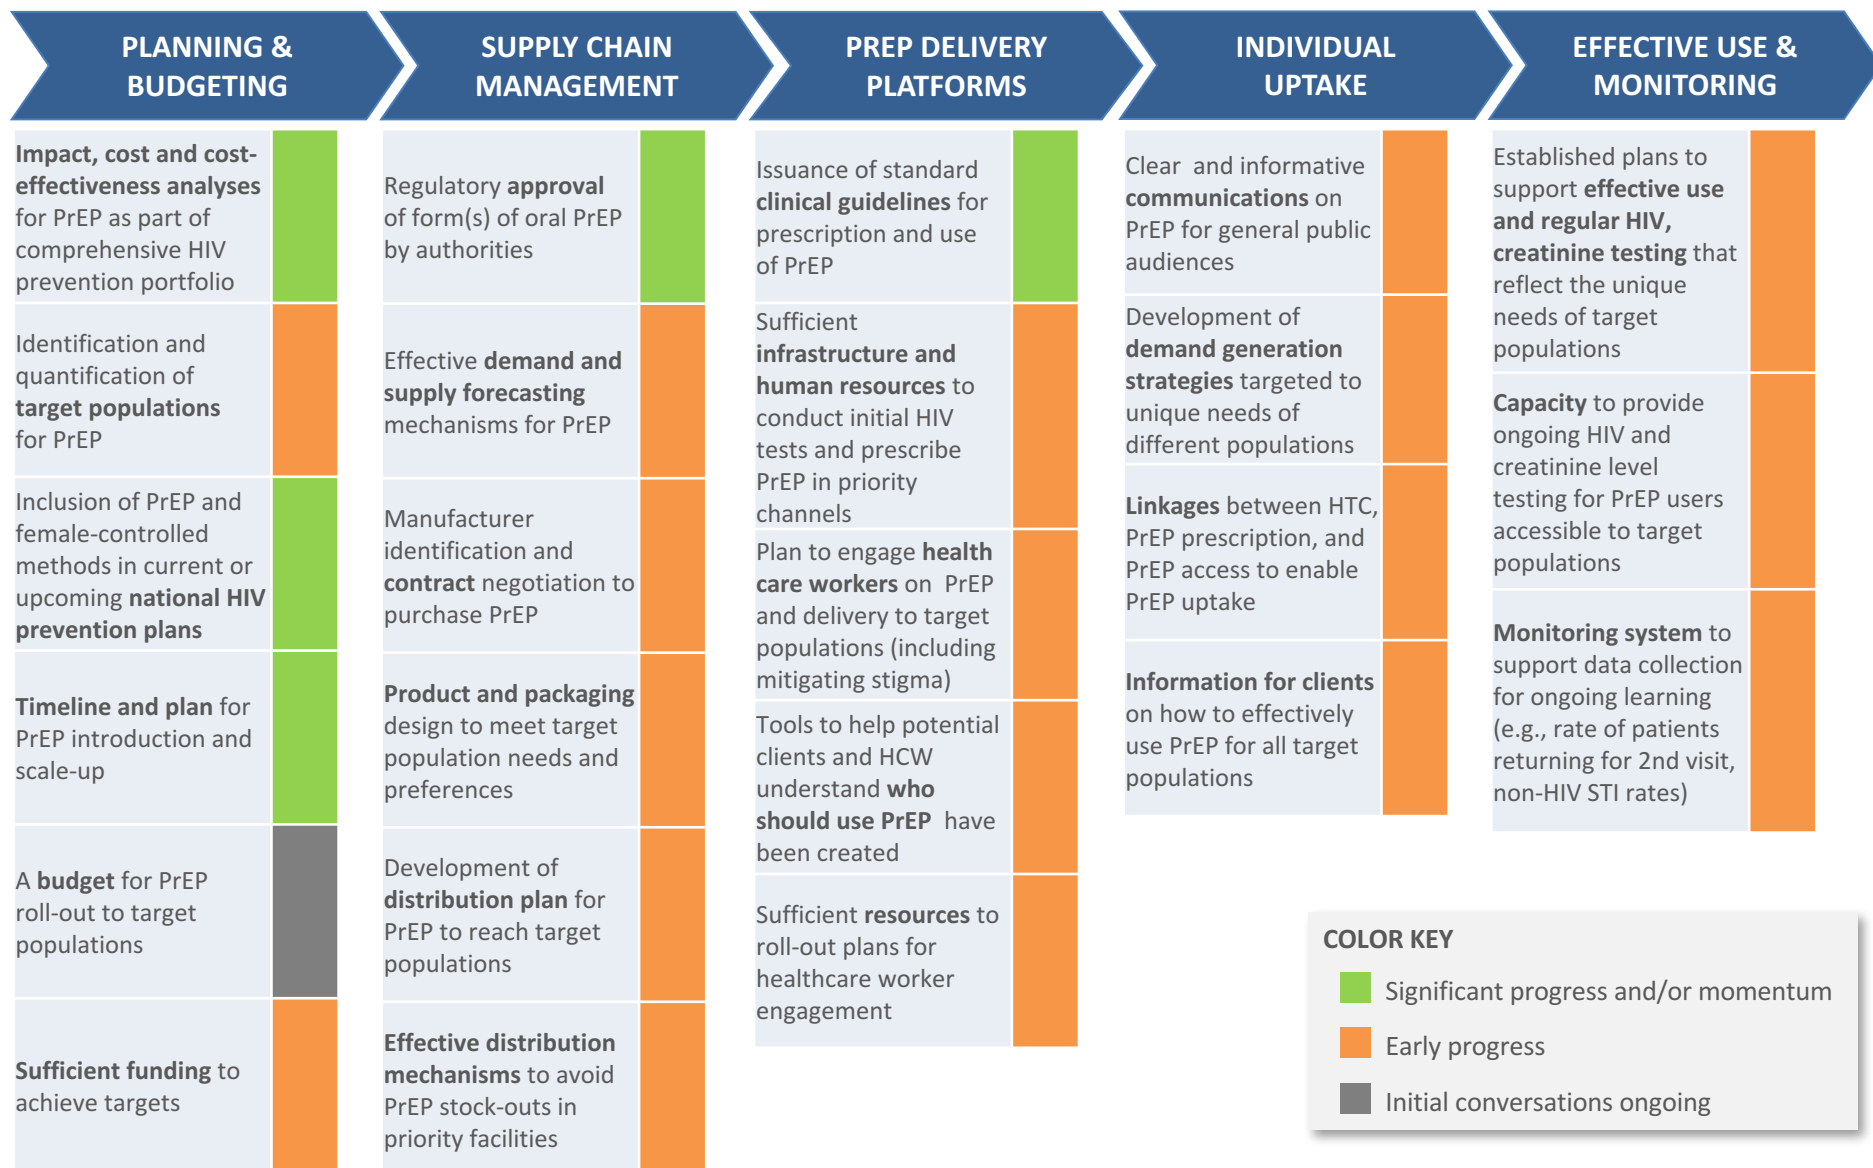 PLANNING &
BUDGETING
SUPPLY CHAIN
MANAGEMENT
PREP DELIVERY
PLATFORMS
INDIVIDUAL
UPTAKE
EFFECTIVE USE &
MONITORING
Impact, cost and cost-
effectiveness analyses
for PrEP as part of
comprehensive HIV
prevention portfolio
Identification and
quantification of
target populations
for PrEP
Inclusion of PrEP and
female-controlled
methods in current or
upcoming national HIV
prevention plans
Timeline and plan for
PrEP introduction and
scale-up
A budget for PrEP
roll-out to target
populations
Sufficient funding to
achieve targets
Regulatory approval
of form(s) of oral PrEP
by authorities
Effective demand and
supply forecasting
mechanisms for PrEP
Manufacturer
identification and
contract negotiation to
purchase PrEP
Product and packaging
design to meet target
population needs and
preferences
Development of
distribution plan for
PrEP to reach target
populations
Effective distribution
mechanisms to avoid
PrEP stock-outs in
priority facilities
Issuance of standard
clinical guidelines for
prescription and use
of PrEP
Sufficient
infrastructure and
human resources to
conduct initial HIV
tests and prescribe
PrEP in priority
channels
Plan to engage health
care workers on PrEP
and delivery to target
populations (including
mitigating stigma)
Tools to help potential
clients and HCW
understand who
should use PrEP have
been created
Sufficient resources to
roll-out plans for
healthcare worker
engagement
Clear and informative
communications on
PrEP for general public
audiences
Development of
demand generation
strategies targeted to
unique needs of
different populations
Linkages between HTC,
PrEP prescription, and
PrEP access to enable
PrEP uptake
Information for clients
on how to effectively
use PrEP for all target
populations
Established plans to
support effective use
and regular HIV,
creatinine testing that
reflect the unique
needs of target
populations
Capacity to provide
ongoing HIV and
creatinine level
testing for PrEP users
accessible to target
populations
Monitoring system to
support data collection
for ongoing learning
(e.g., rate of patients
returning for 2nd visit,
non-HIV STI rates)
COLOR KEY
Significant progress and/or momentum
Early progress
Initial conversations ongoing